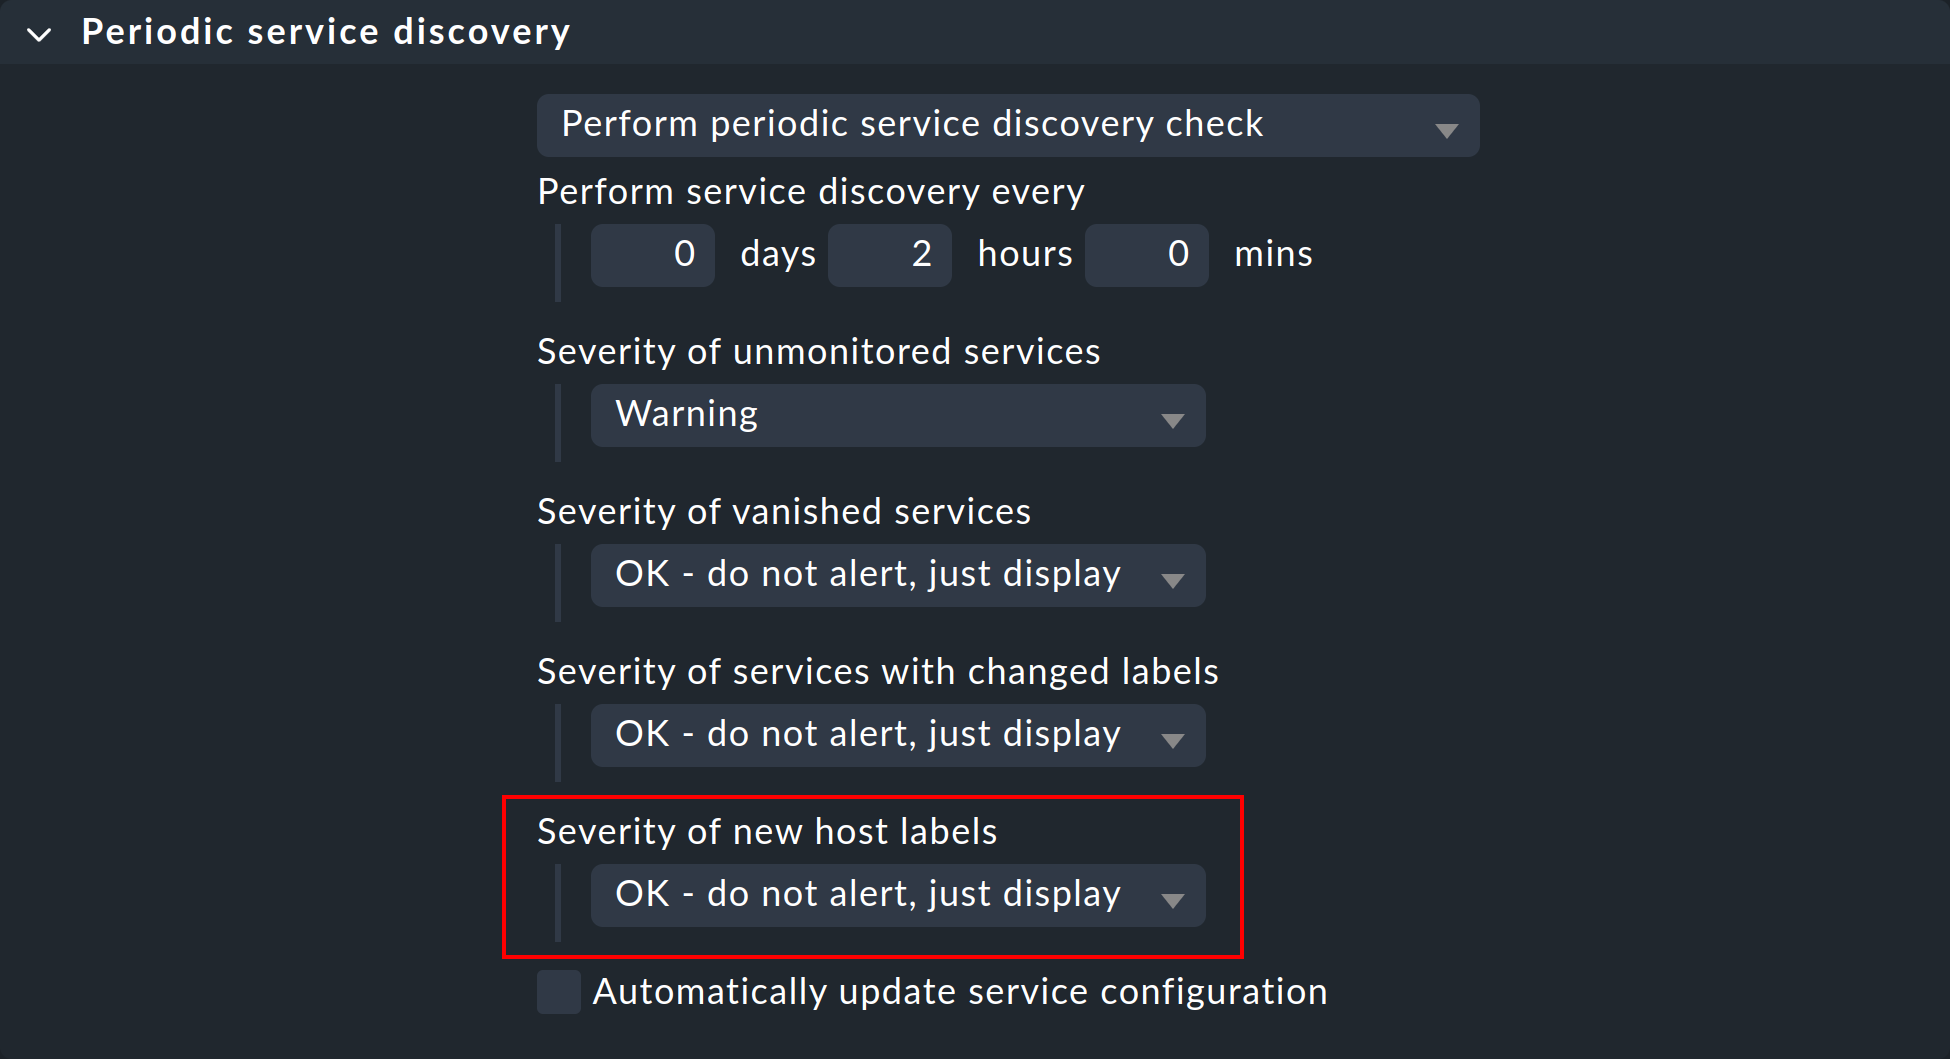 Periodic service discovery
Perform periodic service discovery check
Perform service discovery every
0 days 2 hours 0 mins
Severity of unmonitored services
Warning
Severity of vanished services
OK - do not alert, just display
Severity of services with changed labels
OK - do not alert, just display
Severity of new host labels
OK - do not alert, just display
Automatically update service configuration